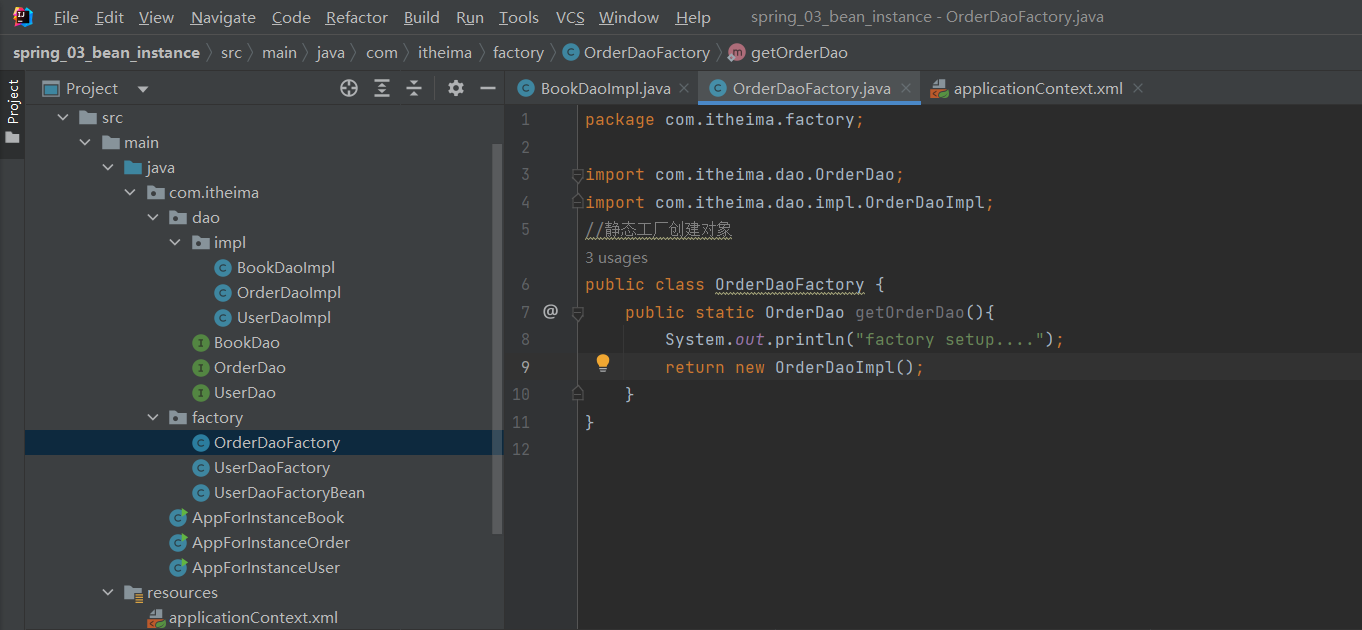 File Edit View Navigate Code Refactor Build Run Tools VCS Window Help spring_03_bean_instance - OrderDaoFactory.java
spring_03_bean_instance src main java com itheima factory OrderDaoFactory getOrderDao
Project
Project
src
main
java
com.itheima
dao
impl
BookDaoImpl
OrderDaoImpl
UserDaoImpl
BookDao
OrderDao
UserDao
factory
OrderDaoFactory
UserDaoFactory
UserDaoFactoryBean
AppForInstanceBook
AppForInstanceOrder
AppForInstanceUser
resources
applicationContext.xml
BookDaoImpl.java OrderDaoFactory.java applicationContext.xml
1 package com.itheima.factory;
2
3 import com.itheima.dao.OrderDao;
4 import com.itheima.dao.impl.OrderDaoImpl;
5 //静态工厂创建对象
3 usages
6 public class OrderDaoFactory {
7 @ public static OrderDao getOrderDao(){
8 System.out.println("factory setup....");
9 return new OrderDaoImpl();
10 }
11 }
12